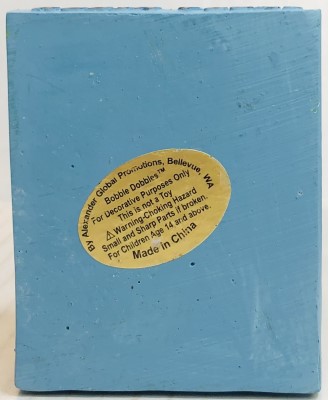 By Alexander Global Promotions, Bellevue, WA
Bobble Dobbles™
For Decorative Purposes Only
This is not a Toy
⚠Warning-Choking Hazard
Small and Sharp Parts if broken.
For Children Age 14 and above.
Made in China